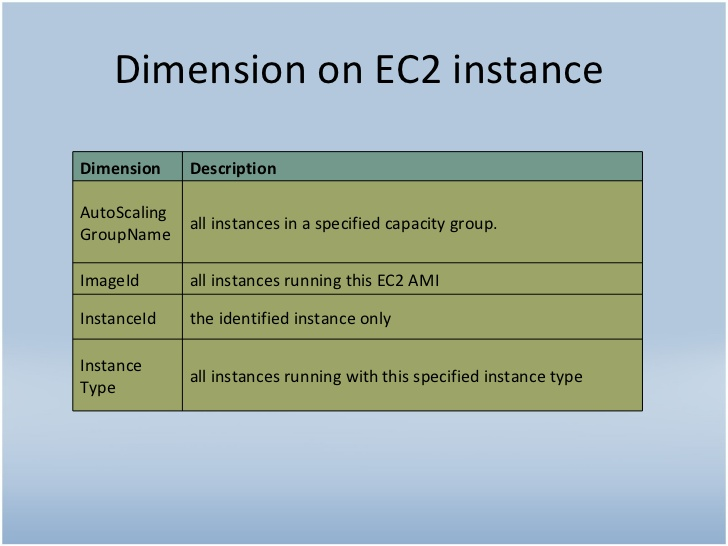 Dimension on EC2 instance
Dimension
Description
AutoScaling
GroupName
all instances in a specified capacity group.
ImageId
all instances running this EC2 AMI
InstanceId
the identified instance only
Instance
Type
all instances running with this specified instance type